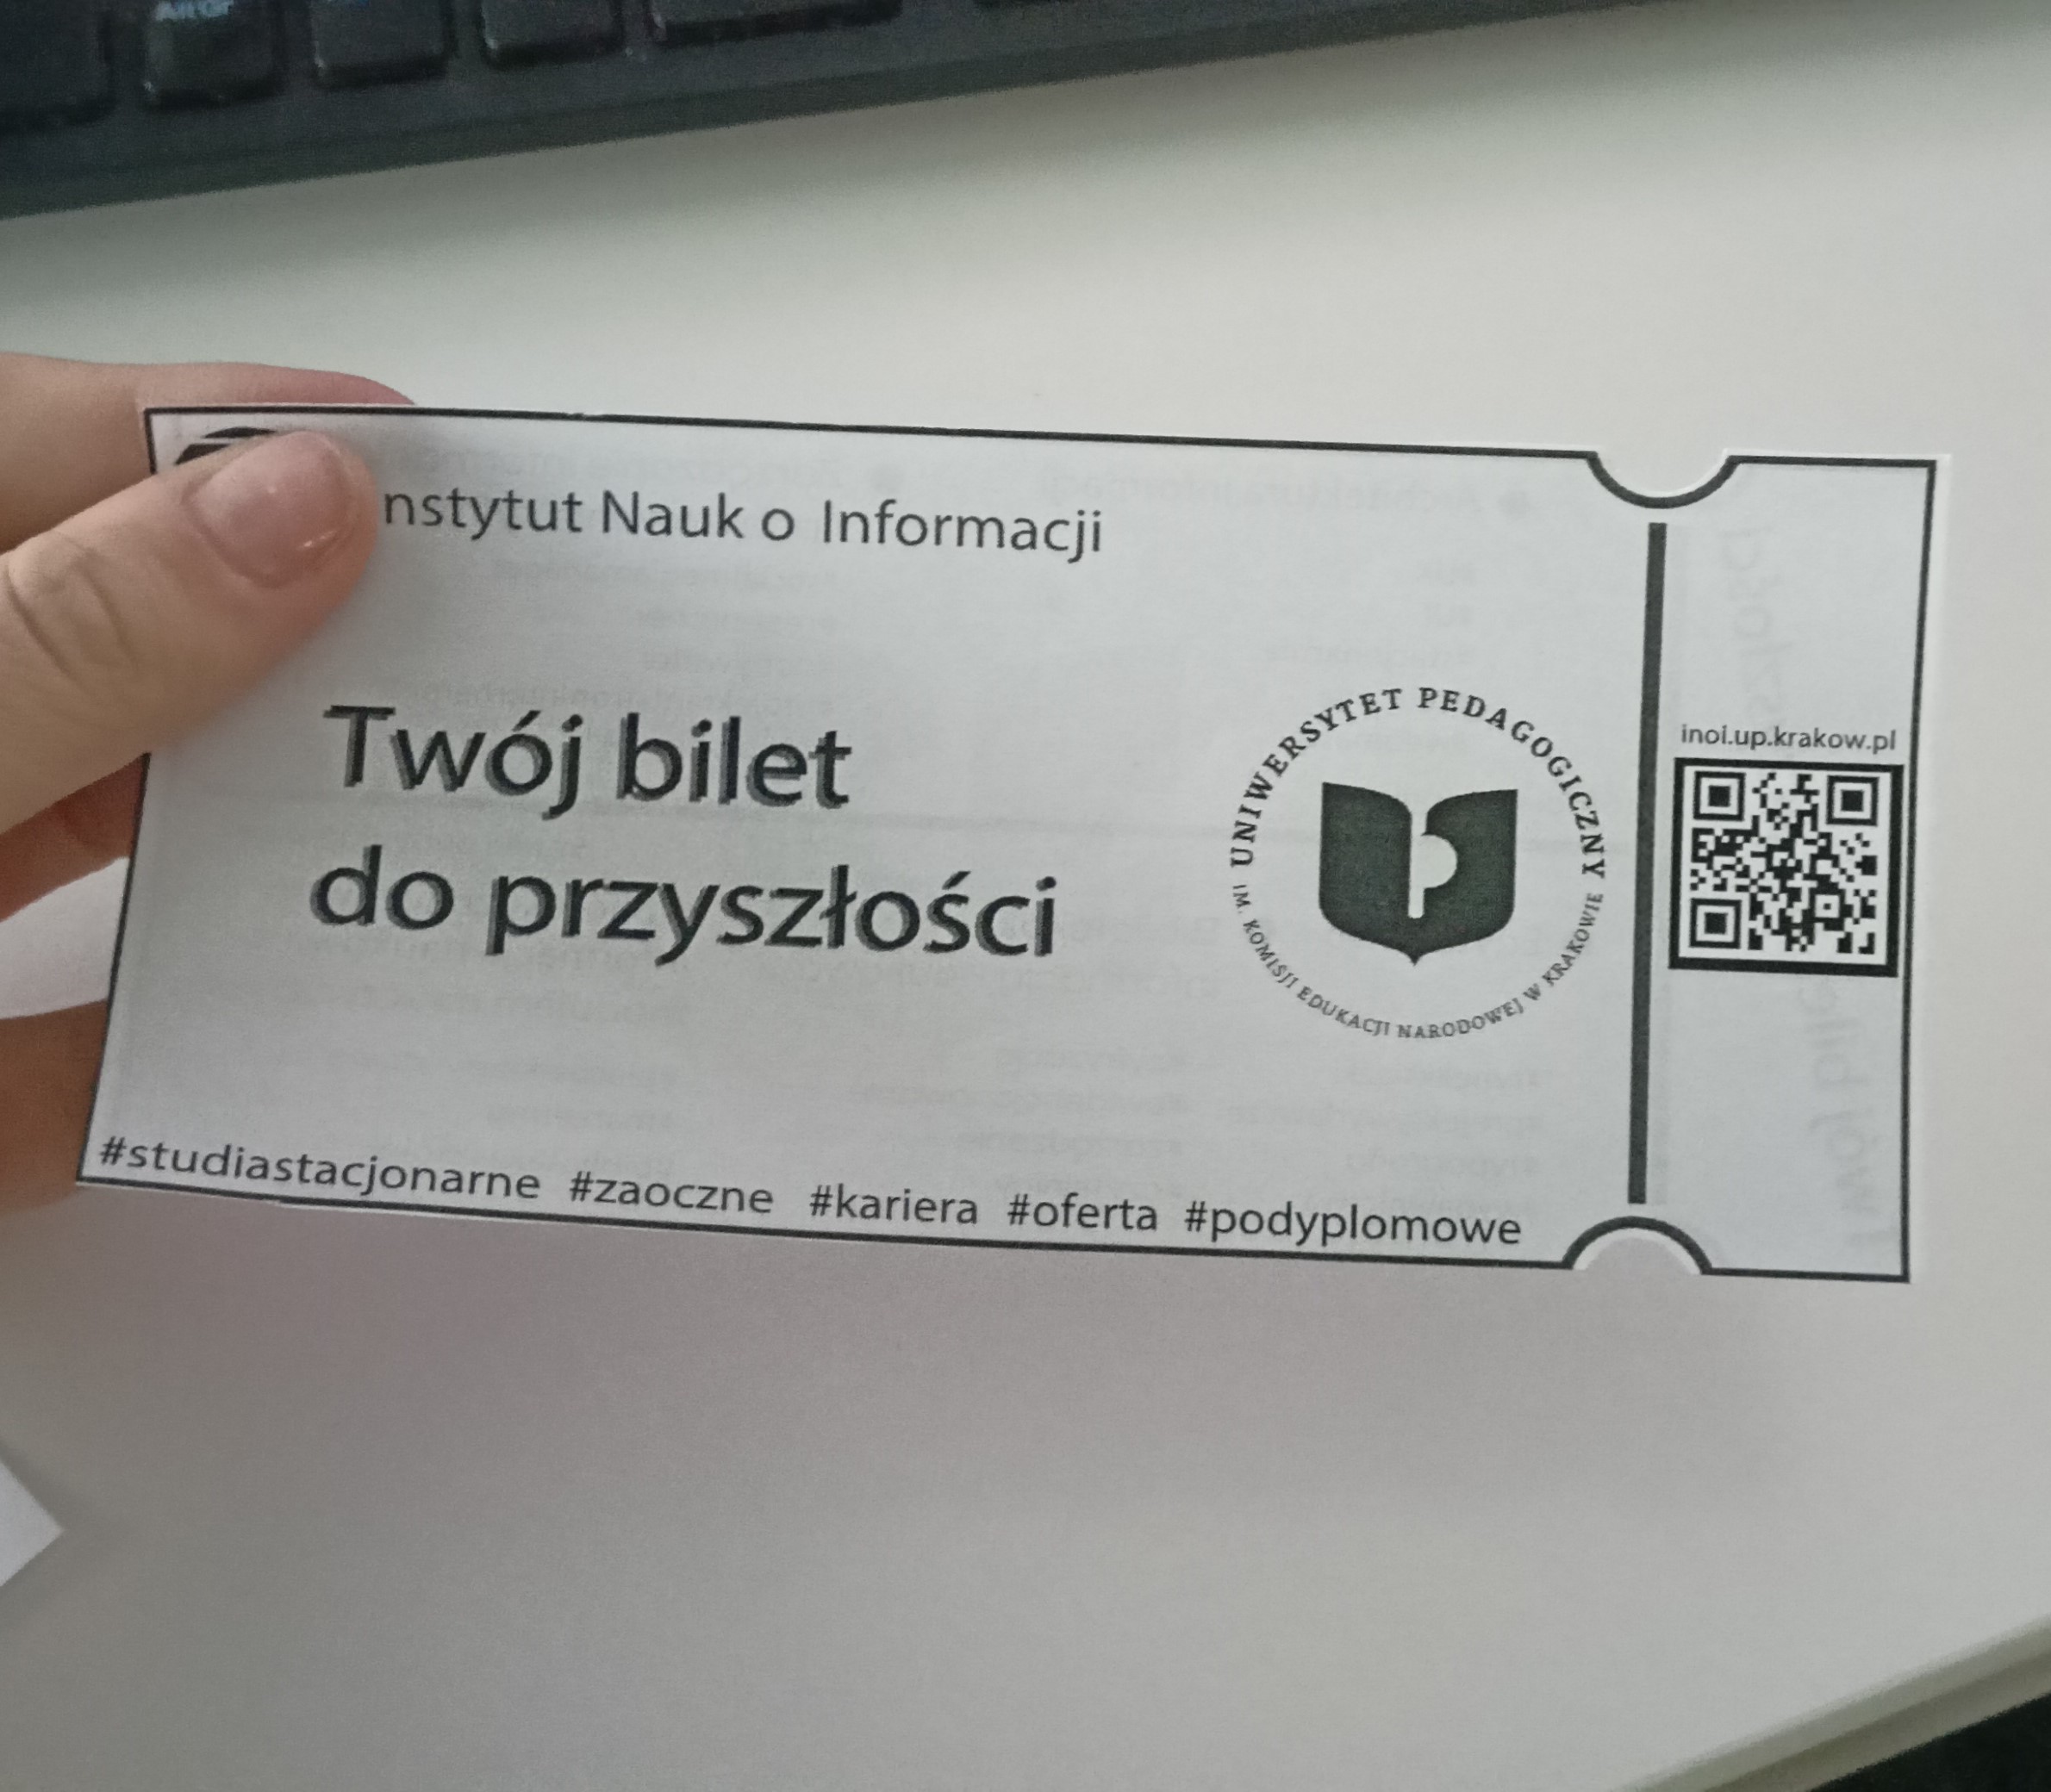 AltGr
nstytut Nauk o Informacji
Twój bilet
do przyszłości
UNIWERSYTET PEDAGOGICZNY
IM. KOMISJI EDUKACJI NARODOWEJ W KRAKOWIE
inoi.up.krakow.pl
#studiastacjonarne #zaoczne #kariera #oferta #podyplomowe